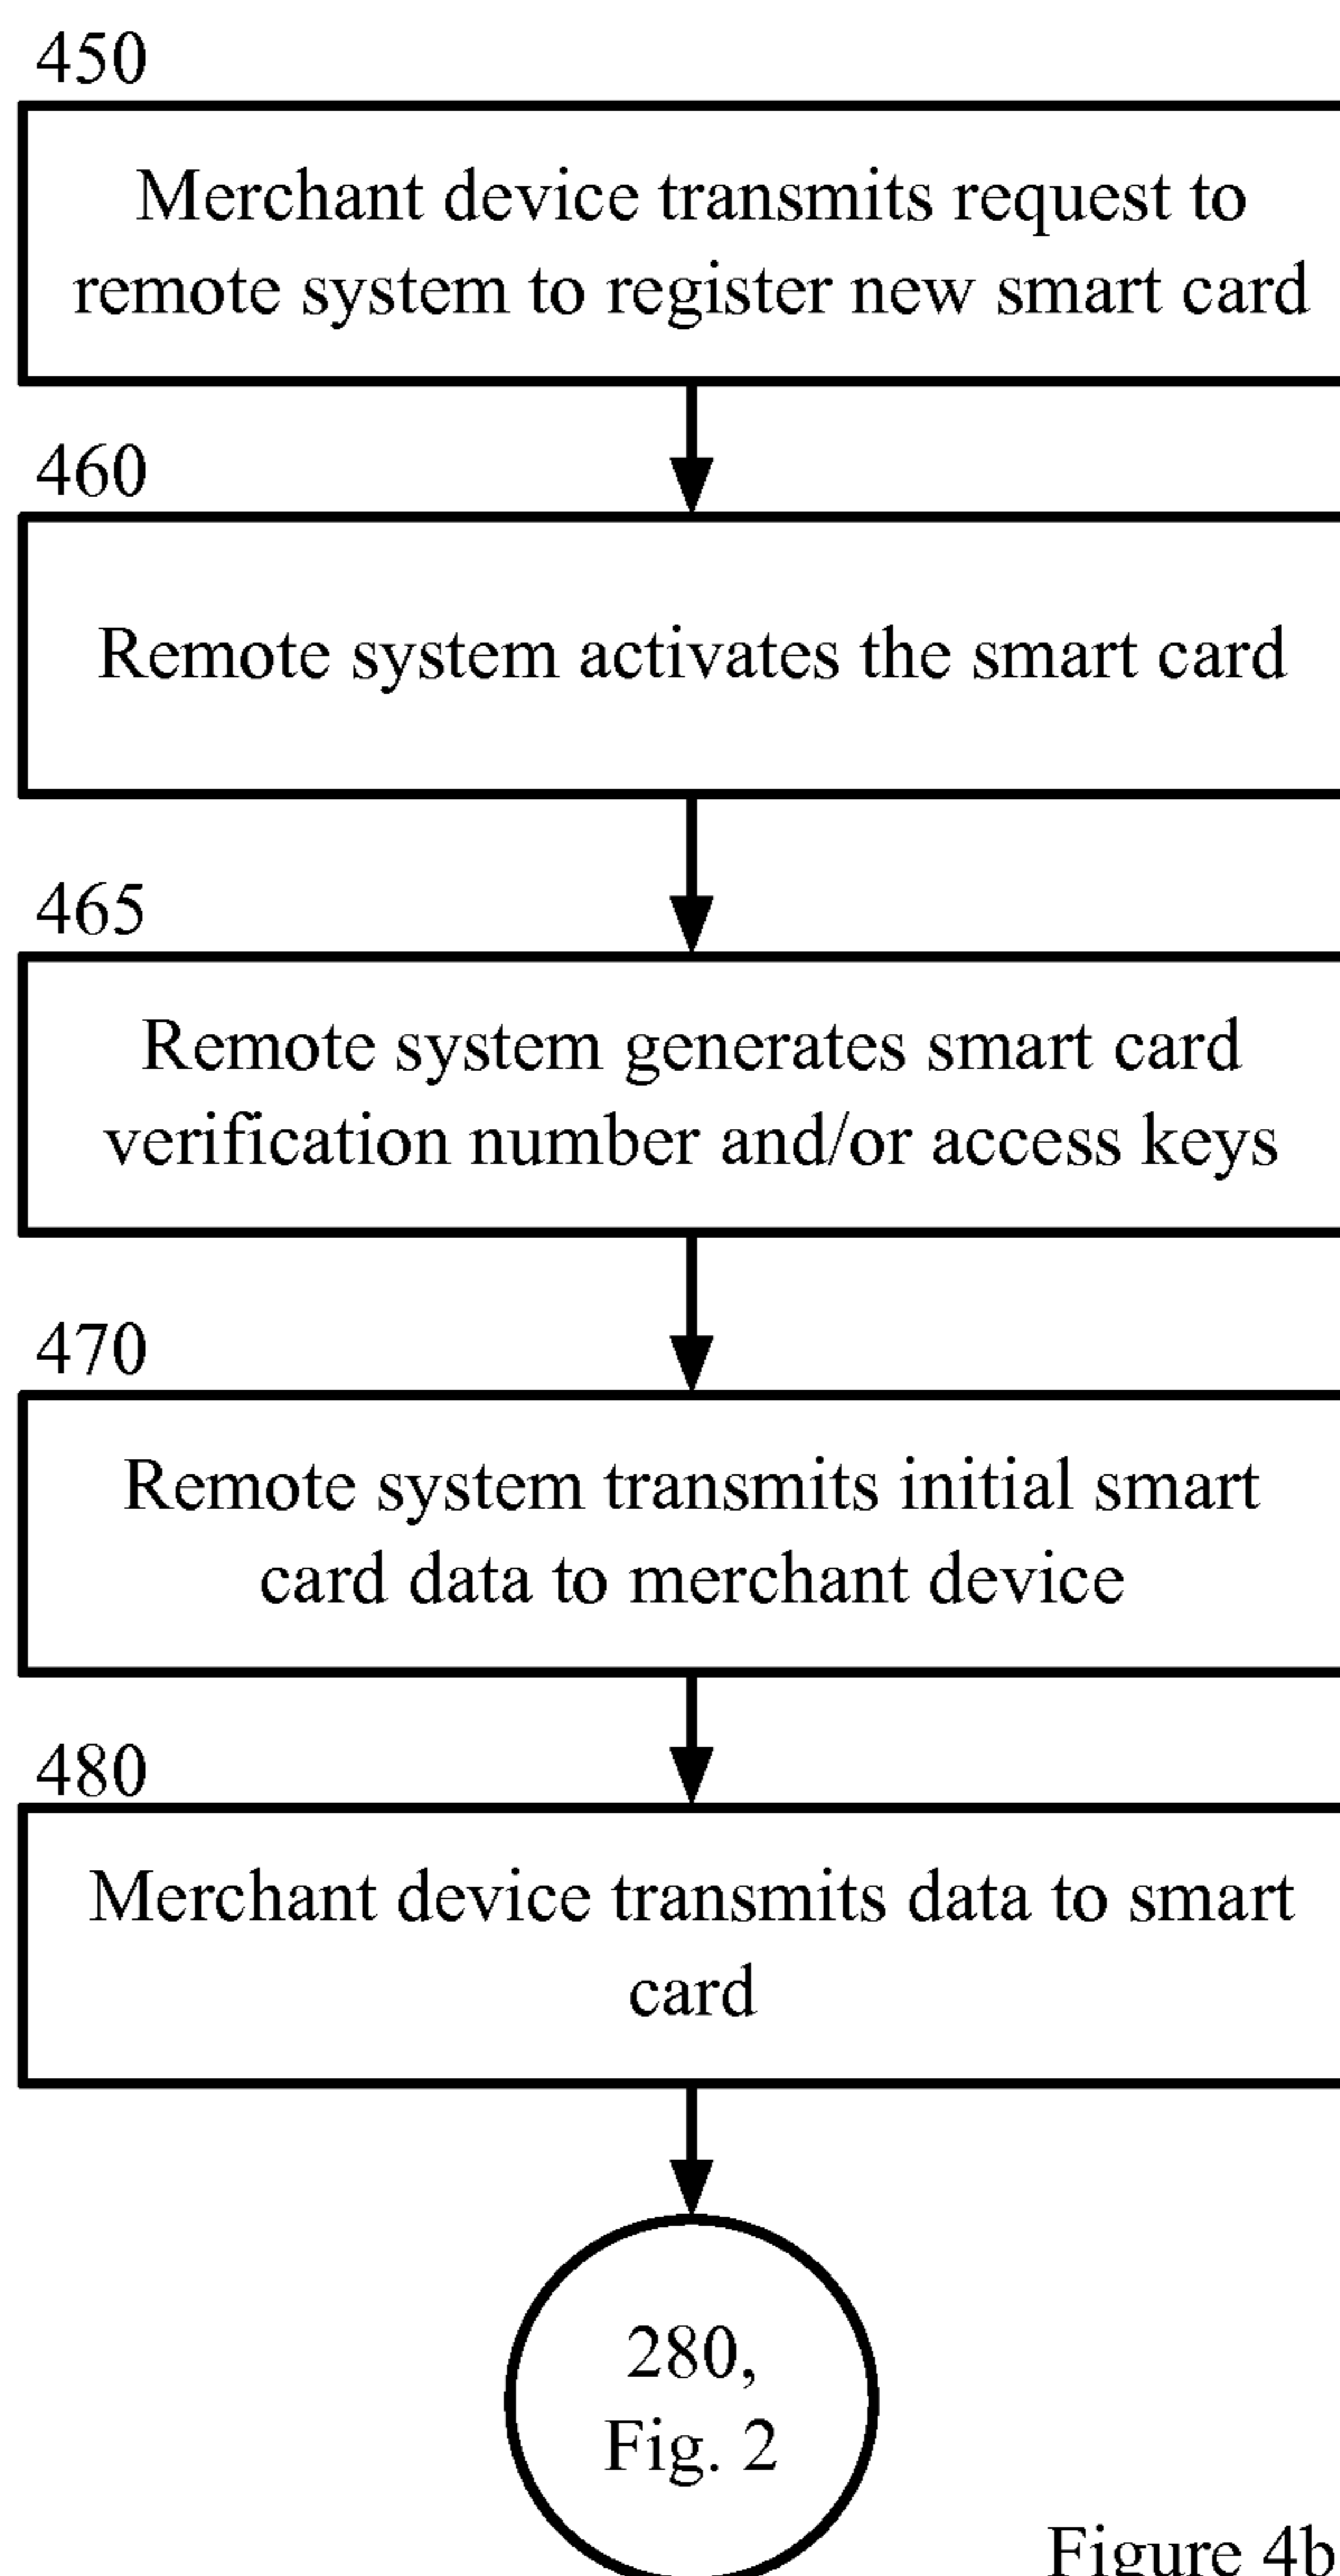 450
Merchant device transmits request to
remote system to register new smart card
460
Remote system activates the smart card
465
Remote system generates smart card
verification number and/or access keys
470
Remote system transmits initial smart
card data to merchant device
480
Merchant device transmits data to smart
card
280,
Fig. 2
Figure 4b